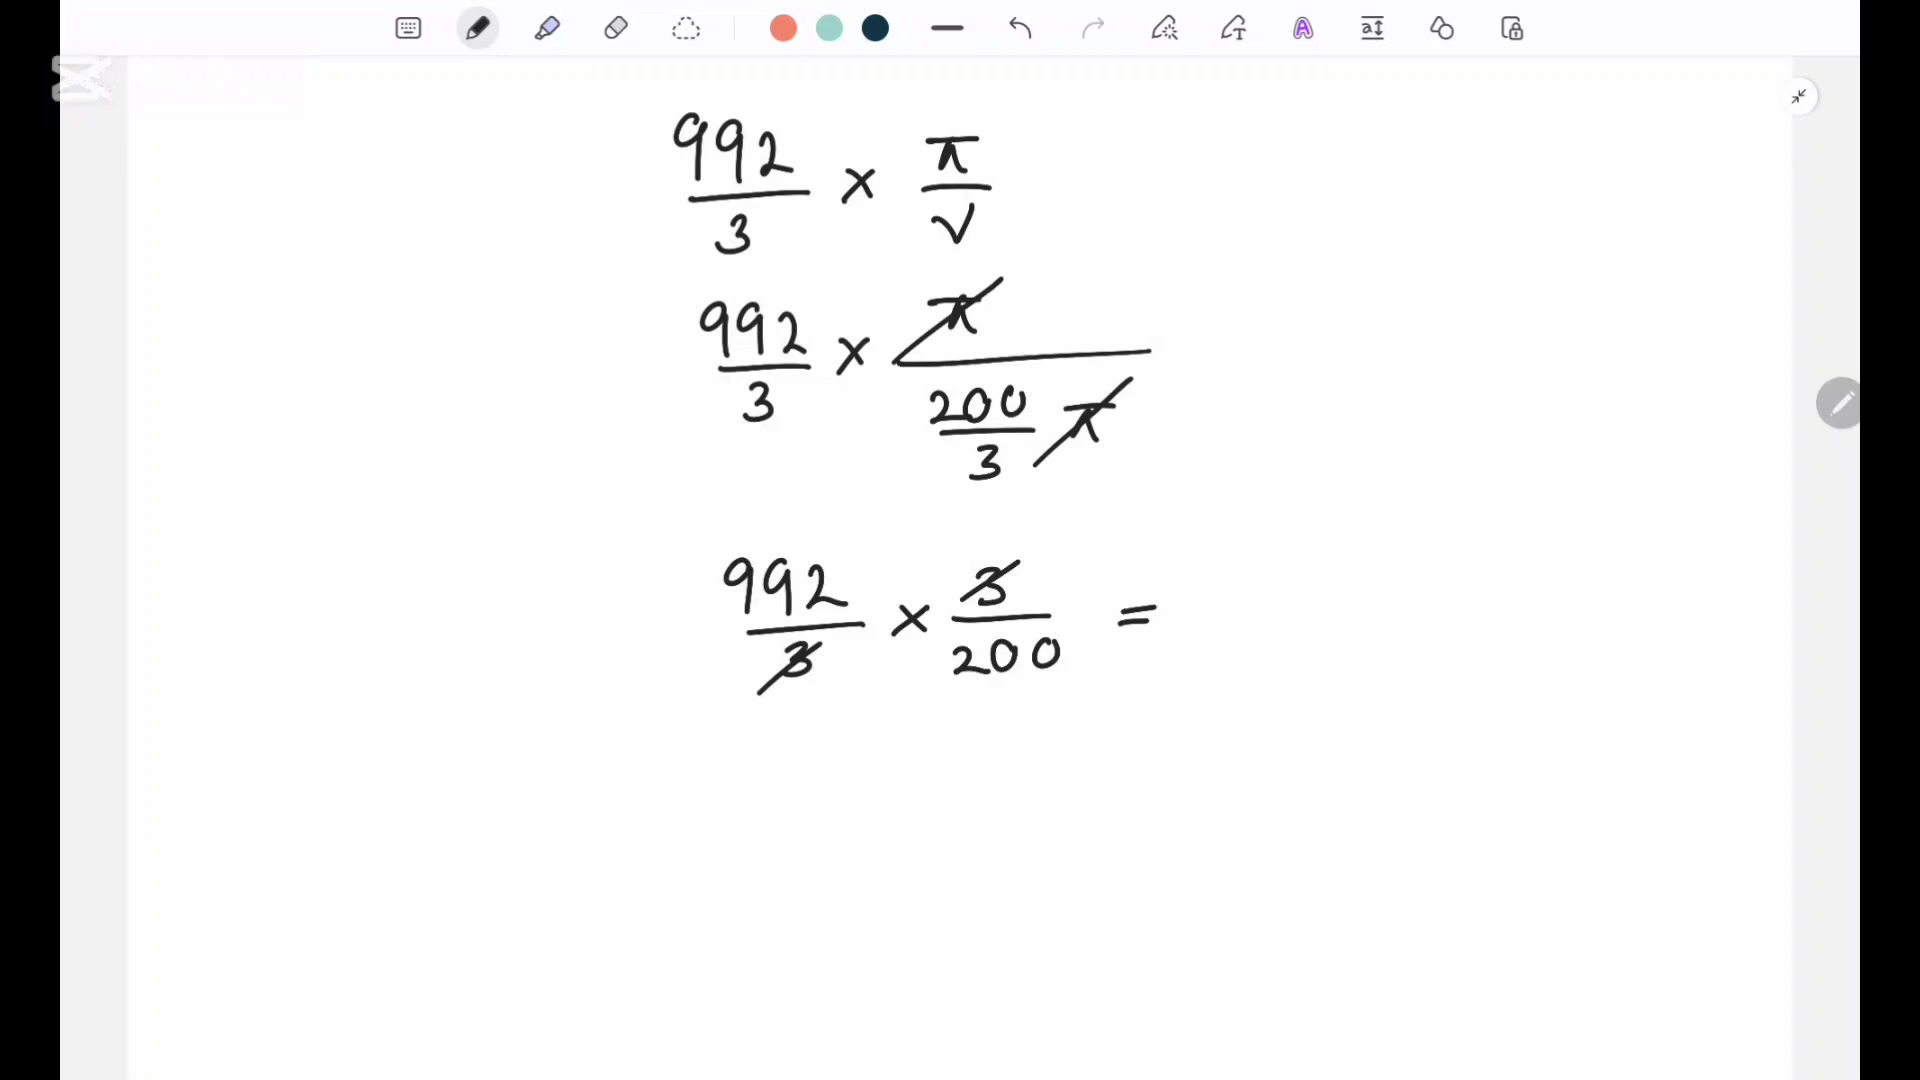 992/3 × π/V
992/3 × π/(200/3 π)
992/3 × 3/200 =